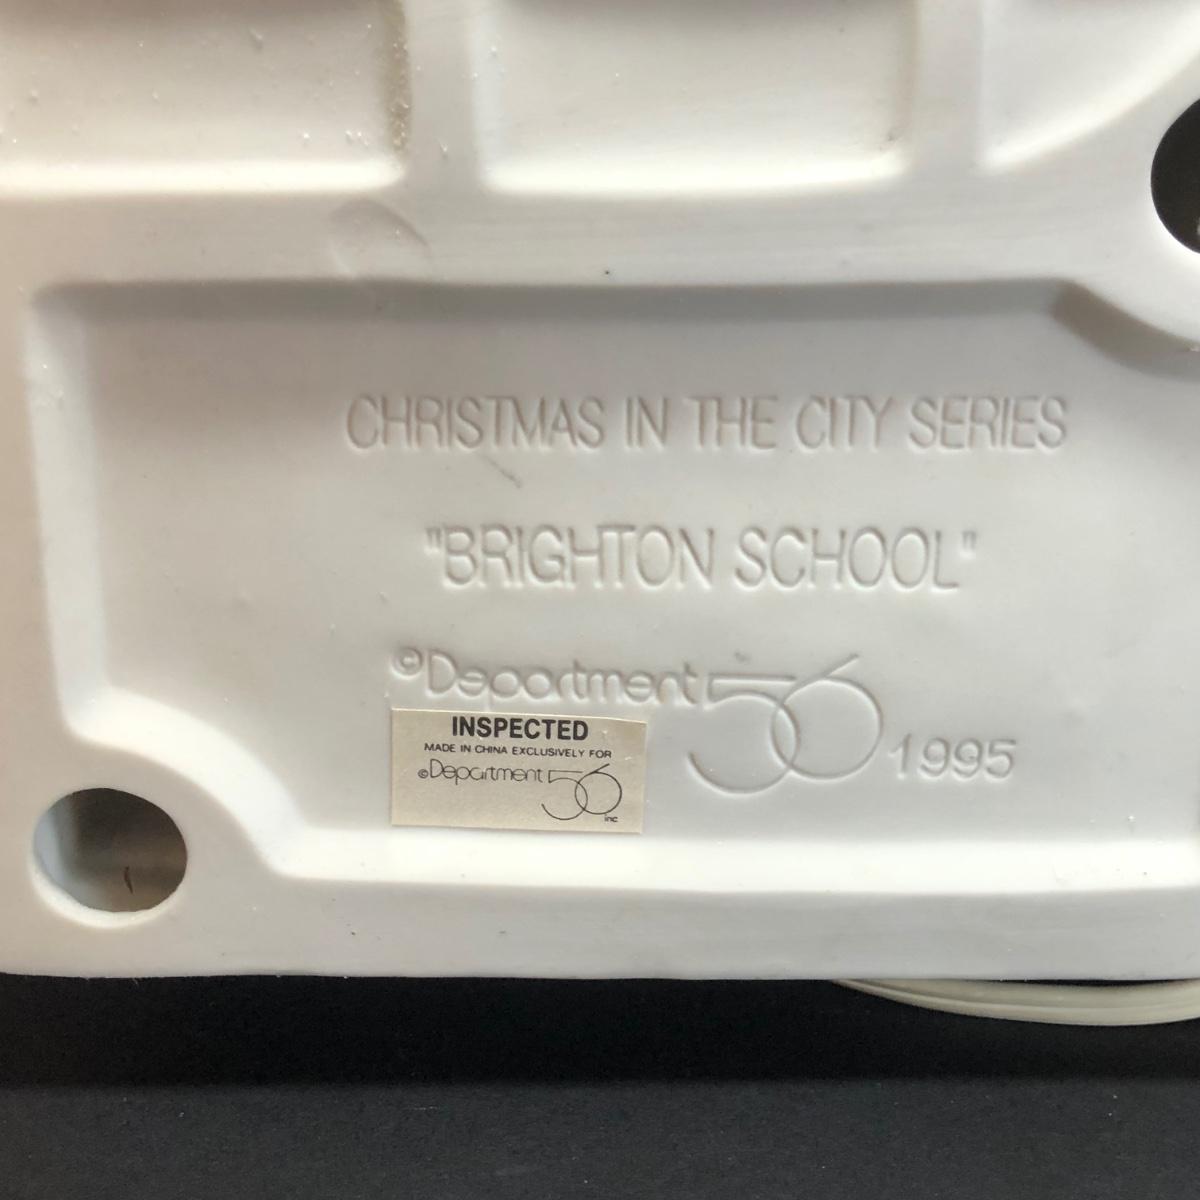 CHRISTMAS IN THE CITY SERIES
"BRIGHTON SCHOOL"
©Department 56 1995
INSPECTED
MADE IN CHINA EXCLUSIVELY FOR
©Department 56
inc